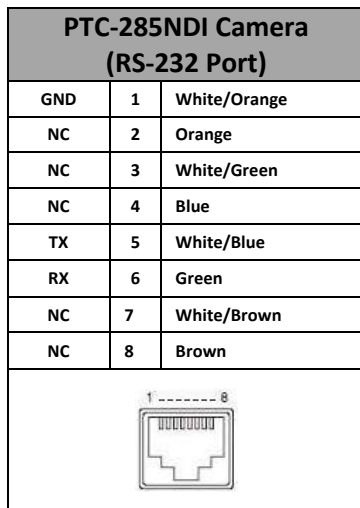 PTC-285NDI Camera
(RS-232 Port)
GND 1 White/Orange
NC 2 Orange
NC 3 White/Green
NC 4 Blue
TX 5 White/Blue
RX 6 Green
NC 7 White/Brown
NC 8 Brown
1 ------- 8